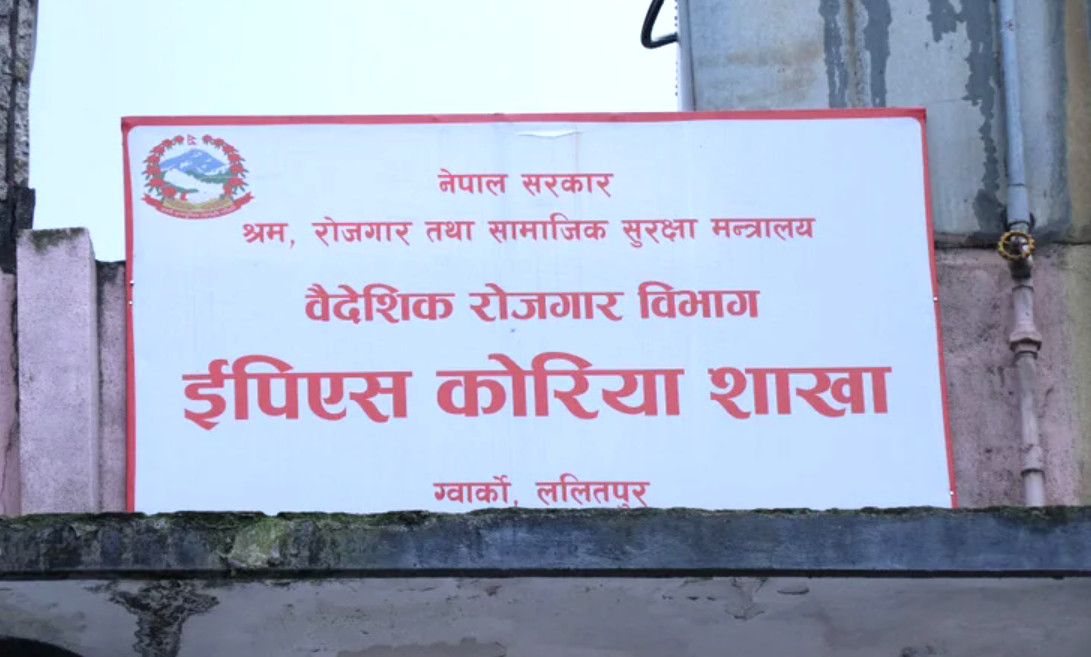 नेपाल सरकार
श्रम, रोजगार तथा सामाजिक सुरक्षा मन्त्रालय
वैदेशिक रोजगार विभाग
ईपिएस कोरिया शाखा
ग्वार्को, ललितपुर